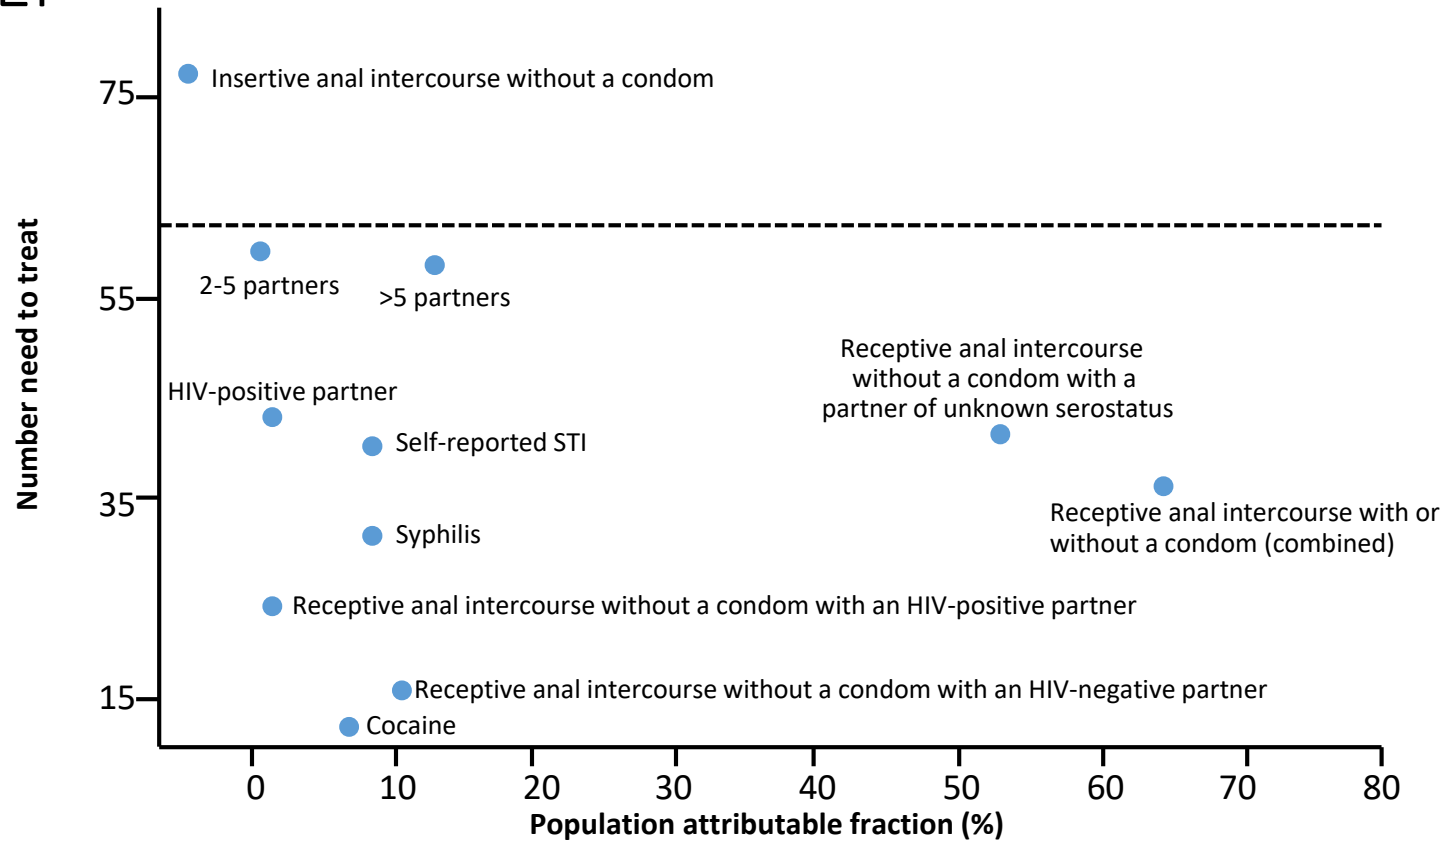 Insertive anal intercourse without a condom
75
2-5 partners
>5 partners
55
Number need to treat
Receptive anal intercourse
without a condom with a
partner of unknown serostatus
HIV-positive partner
Self-reported STI
35
Receptive anal intercourse with or
without a condom (combined)
Syphilis
Receptive anal intercourse without a condom with an HIV-positive partner
15
Receptive anal intercourse without a condom with an HIV-negative partner
Cocaine
0 10 20 30 40 50 60 70 80
Population attributable fraction (%)